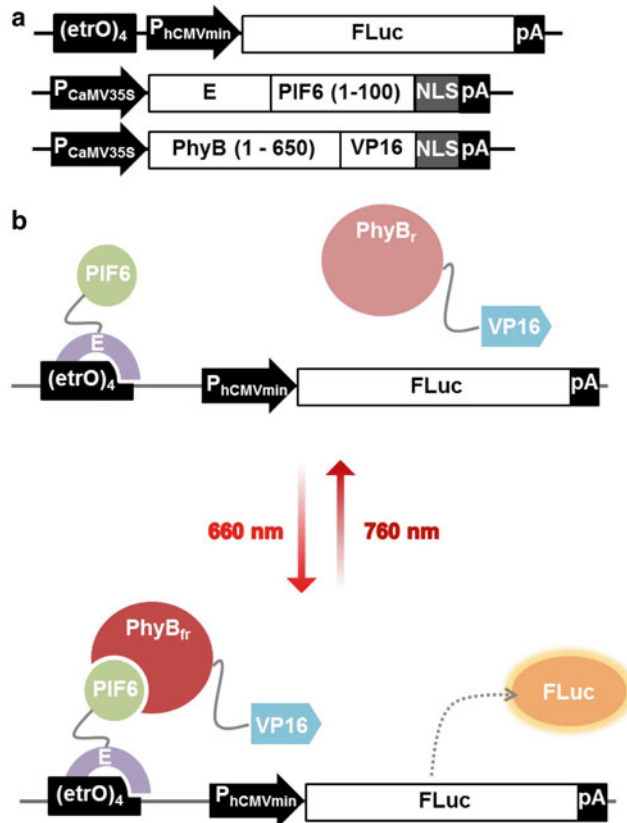 a
(etrO)4 PhCMVmin FLuc pA
PCaMV35S E PIF6 (1-100) NLS pA
PCaMV35S PhyB (1 - 650) VP16 NLS pA
b
PIF6 PhyBr
E VP16
(etrO)4 PhCMVmin FLuc pA
660 nm 760 nm
PhyBfr
PIF6 FLuc
VP16
E
(etrO)4 PhCMVmin FLuc pA